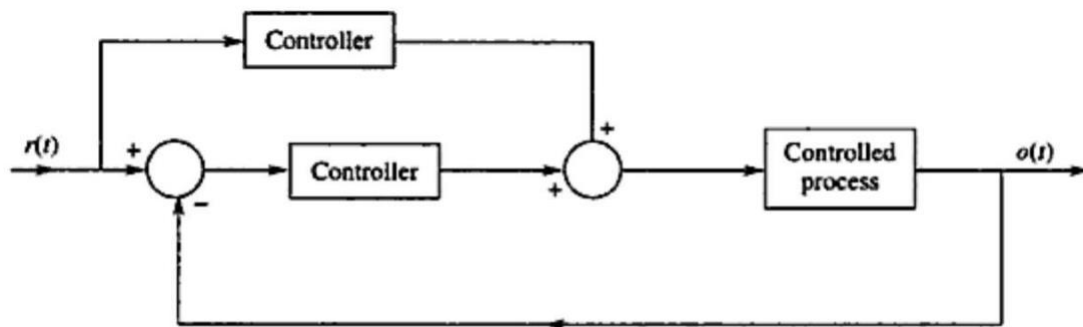 Controller
r(t)
+
+
Controlled
process
o(t)
Controller
+
−